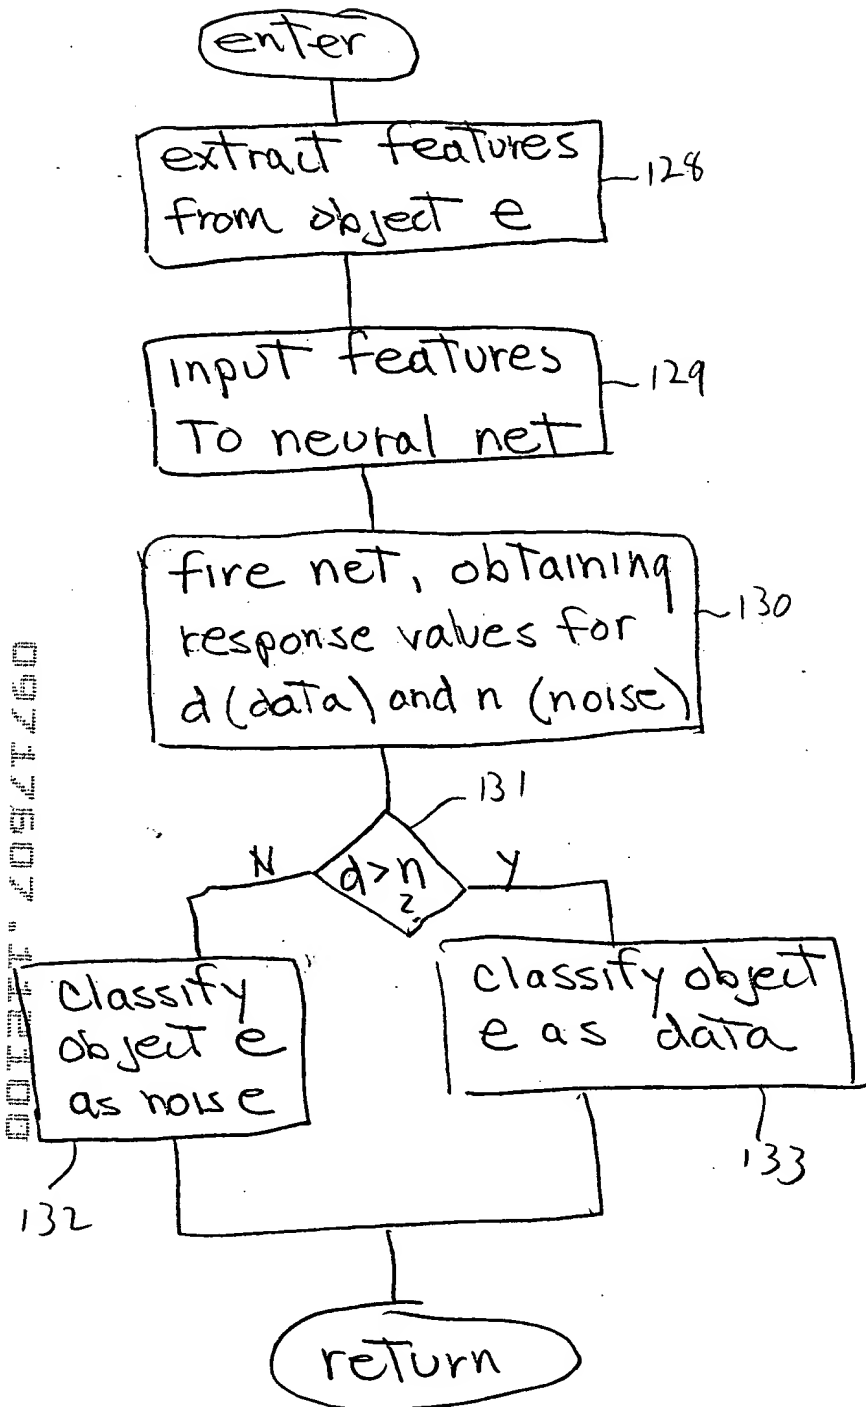 enter
extract features
from object e
128
input features
To neural net
129
fire net, obtaining
response values for
d (data) and n (noise)
130
131
N
d>n
?
Y
Classify
object e
as noise
132
classify object
e as data
133
return